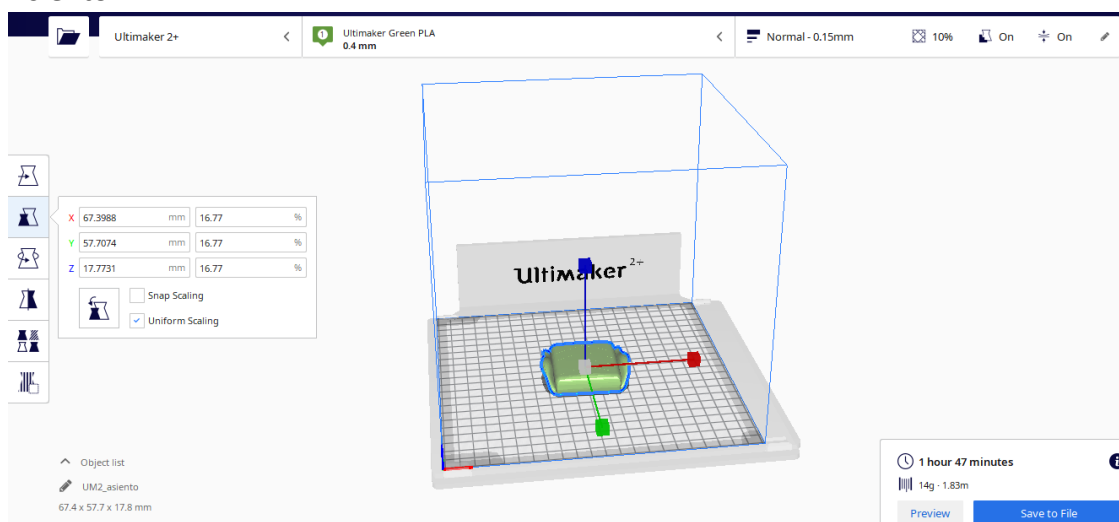 Ultimaker 2+
1
Ultimaker Green PLA
0.4 mm
Normal - 0.15mm
10%
On
On
X 67.3988 mm 16.77 %
Y 57.7074 mm 16.77 %
Z 17.7731 mm 16.77 %
Snap Scaling
Uniform Scaling
Ultimaker 2+
Object list
UM2_asiento
67.4 x 57.7 x 17.8 mm
1 hour 47 minutes
14g · 1.83m
Preview
Save to File